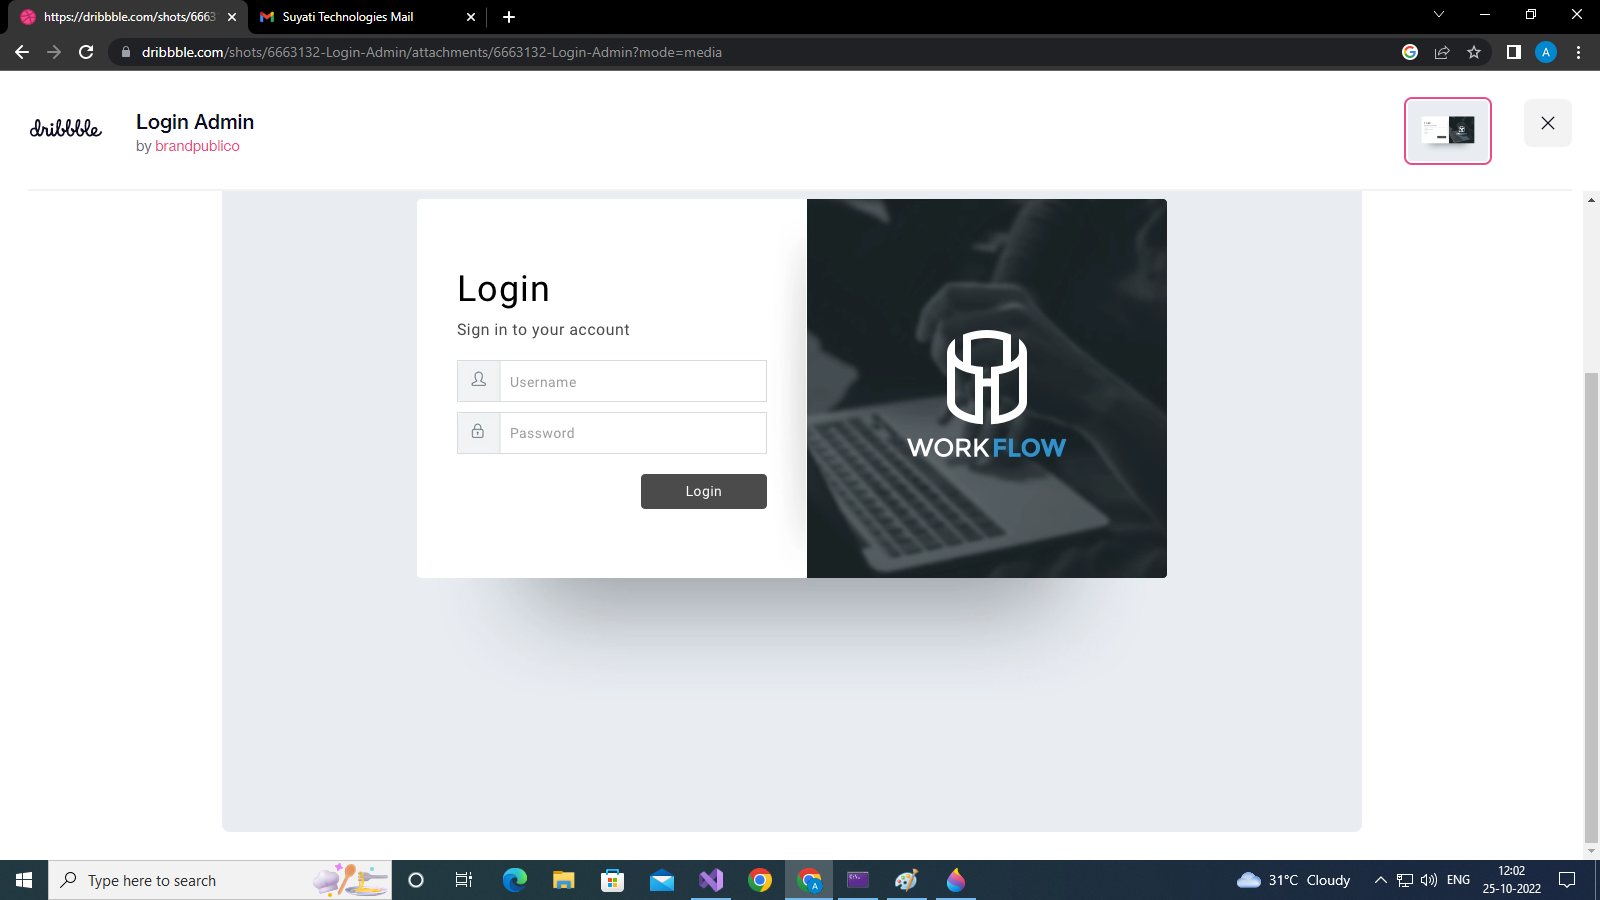 https://dribbble.com/shots/6663
Suyati Technologies Mail
dribbble.com/shots/6663132-Login-Admin/attachments/6663132-Login-Admin?mode=media
A
dribbble
Login Admin
by brandpublico
Login
Sign in to your account
Username
Password
Login
WORKFLOW
Type here to search
A
31°C Cloudy
ENG
12:02
25-10-2022